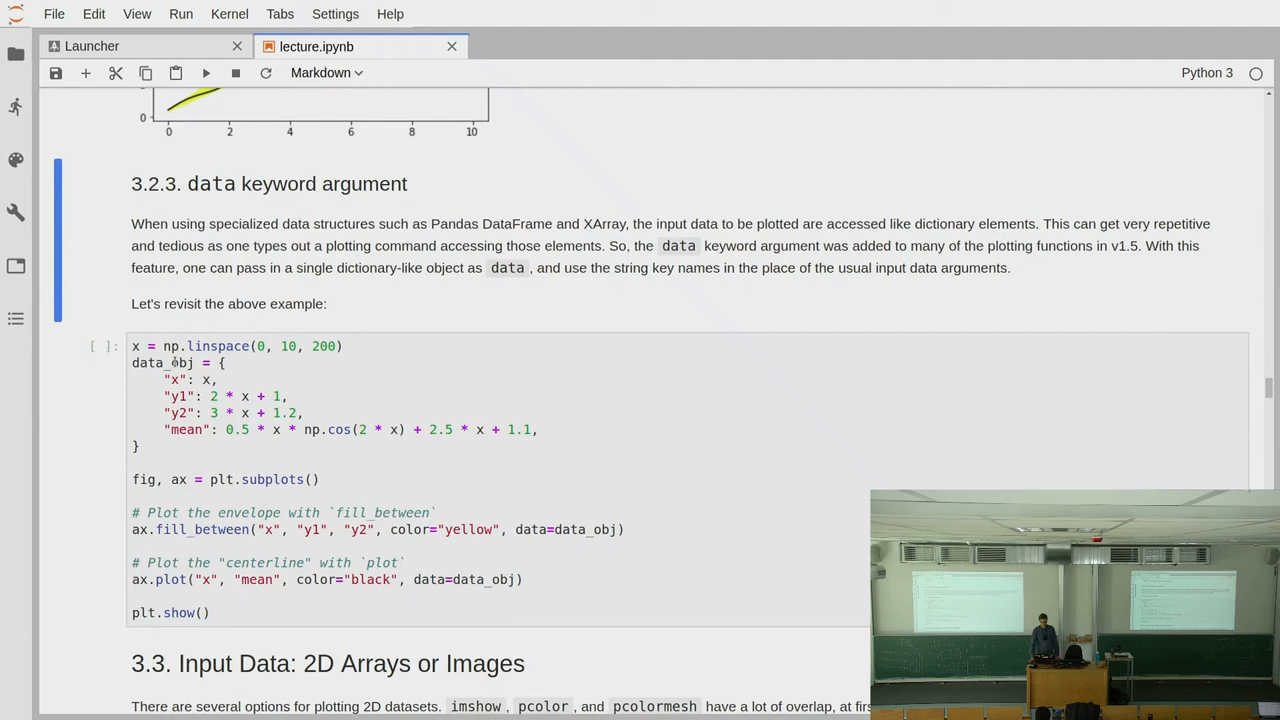 File Edit View Run Kernel Tabs Settings Help
Launcher
lecture.ipynb
Markdown
Python 3
0
0 2 4 6 8 10
3.2.3. data keyword argument
When using specialized data structures such as Pandas DataFrame and XArray, the input data to be plotted are accessed like dictionary elements. This can get very repetitive
and tedious as one types out a plotting command accessing those elements. So, the data keyword argument was added to many of the plotting functions in v1.5. With this
feature, one can pass in a single dictionary-like object as data , and use the string key names in the place of the usual input data arguments.
Let's revisit the above example:
[ ]:
x = np.linspace(0, 10, 200)
data_obj = {
"x": x,
"y1": 2 * x + 1,
"y2": 3 * x + 1.2,
"mean": 0.5 * x * np.cos(2 * x) + 2.5 * x + 1.1,
}
fig, ax = plt.subplots()
# Plot the envelope with `fill_between`
ax.fill_between("x", "y1", "y2", color="yellow", data=data_obj)
# Plot the "centerline" with `plot`
ax.plot("x", "mean", color="black", data=data_obj)
plt.show()
3.3. Input Data: 2D Arrays or Images
There are several options for plotting 2D datasets. imshow , pcolor , and pcolormesh have a lot of overlap, at firs